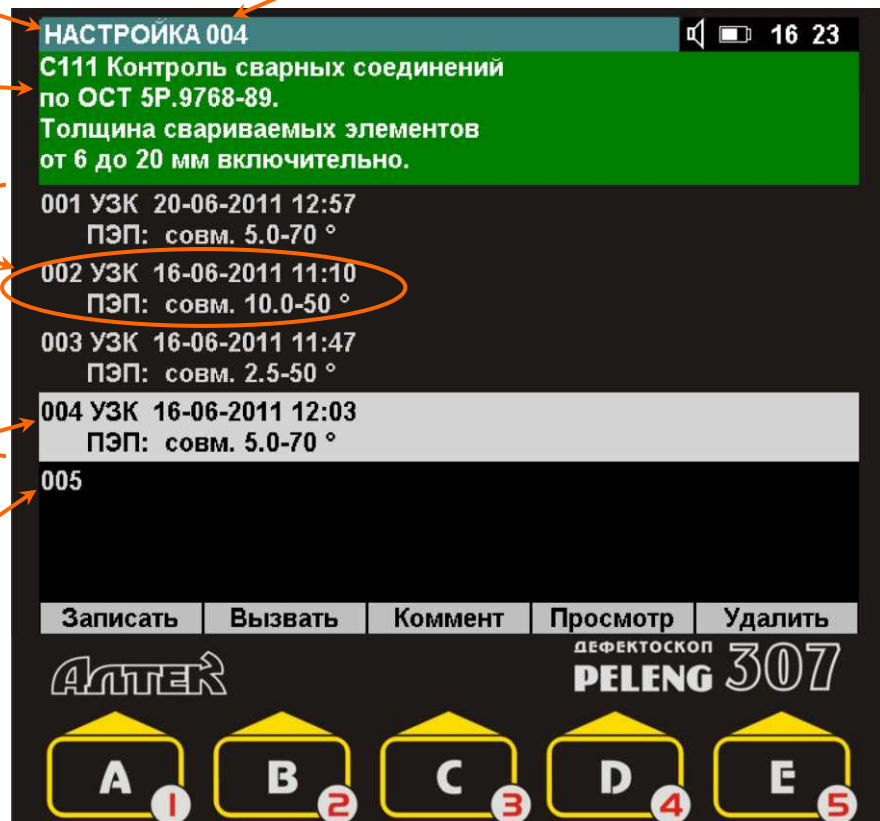 НАСТРОЙКА 004 16 23
С111 Контроль сварных соединений
по ОСТ 5Р.9768-89.
Толщина свариваемых элементов
от 6 до 20 мм включительно.
001 УЗК 20-06-2011 12:57
ПЭП: совм. 5.0-70 °
002 УЗК 16-06-2011 11:10
ПЭП: совм. 10.0-50 °
003 УЗК 16-06-2011 11:47
ПЭП: совм. 2.5-50 °
004 УЗК 16-06-2011 12:03
ПЭП: совм. 5.0-70 °
005
Записать Вызвать Коммент Просмотр Удалить
Алтек ДЕФЕКТОСКОП PELENG 307
A 1 B 2 C 3 D 4 E 5